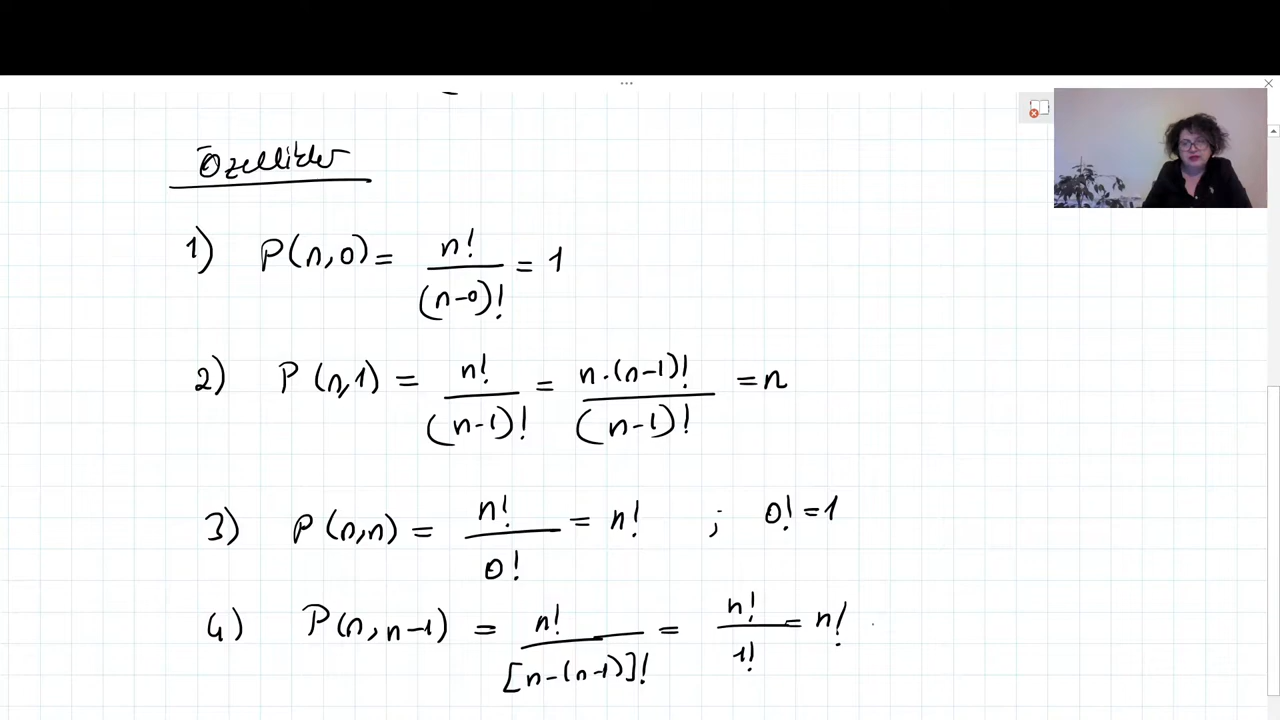 Özellikler
1) P(n,0) = n! / (n-0)! = 1
2) P(n,1) = n! / (n-1)! = n.(n-1)! / (n-1)! = n
3) P(n,n) = n! / 0! = n! ; 0! = 1
4) P(n,n-1) = n! / [n-(n-1)]! = n! / 1! = n!